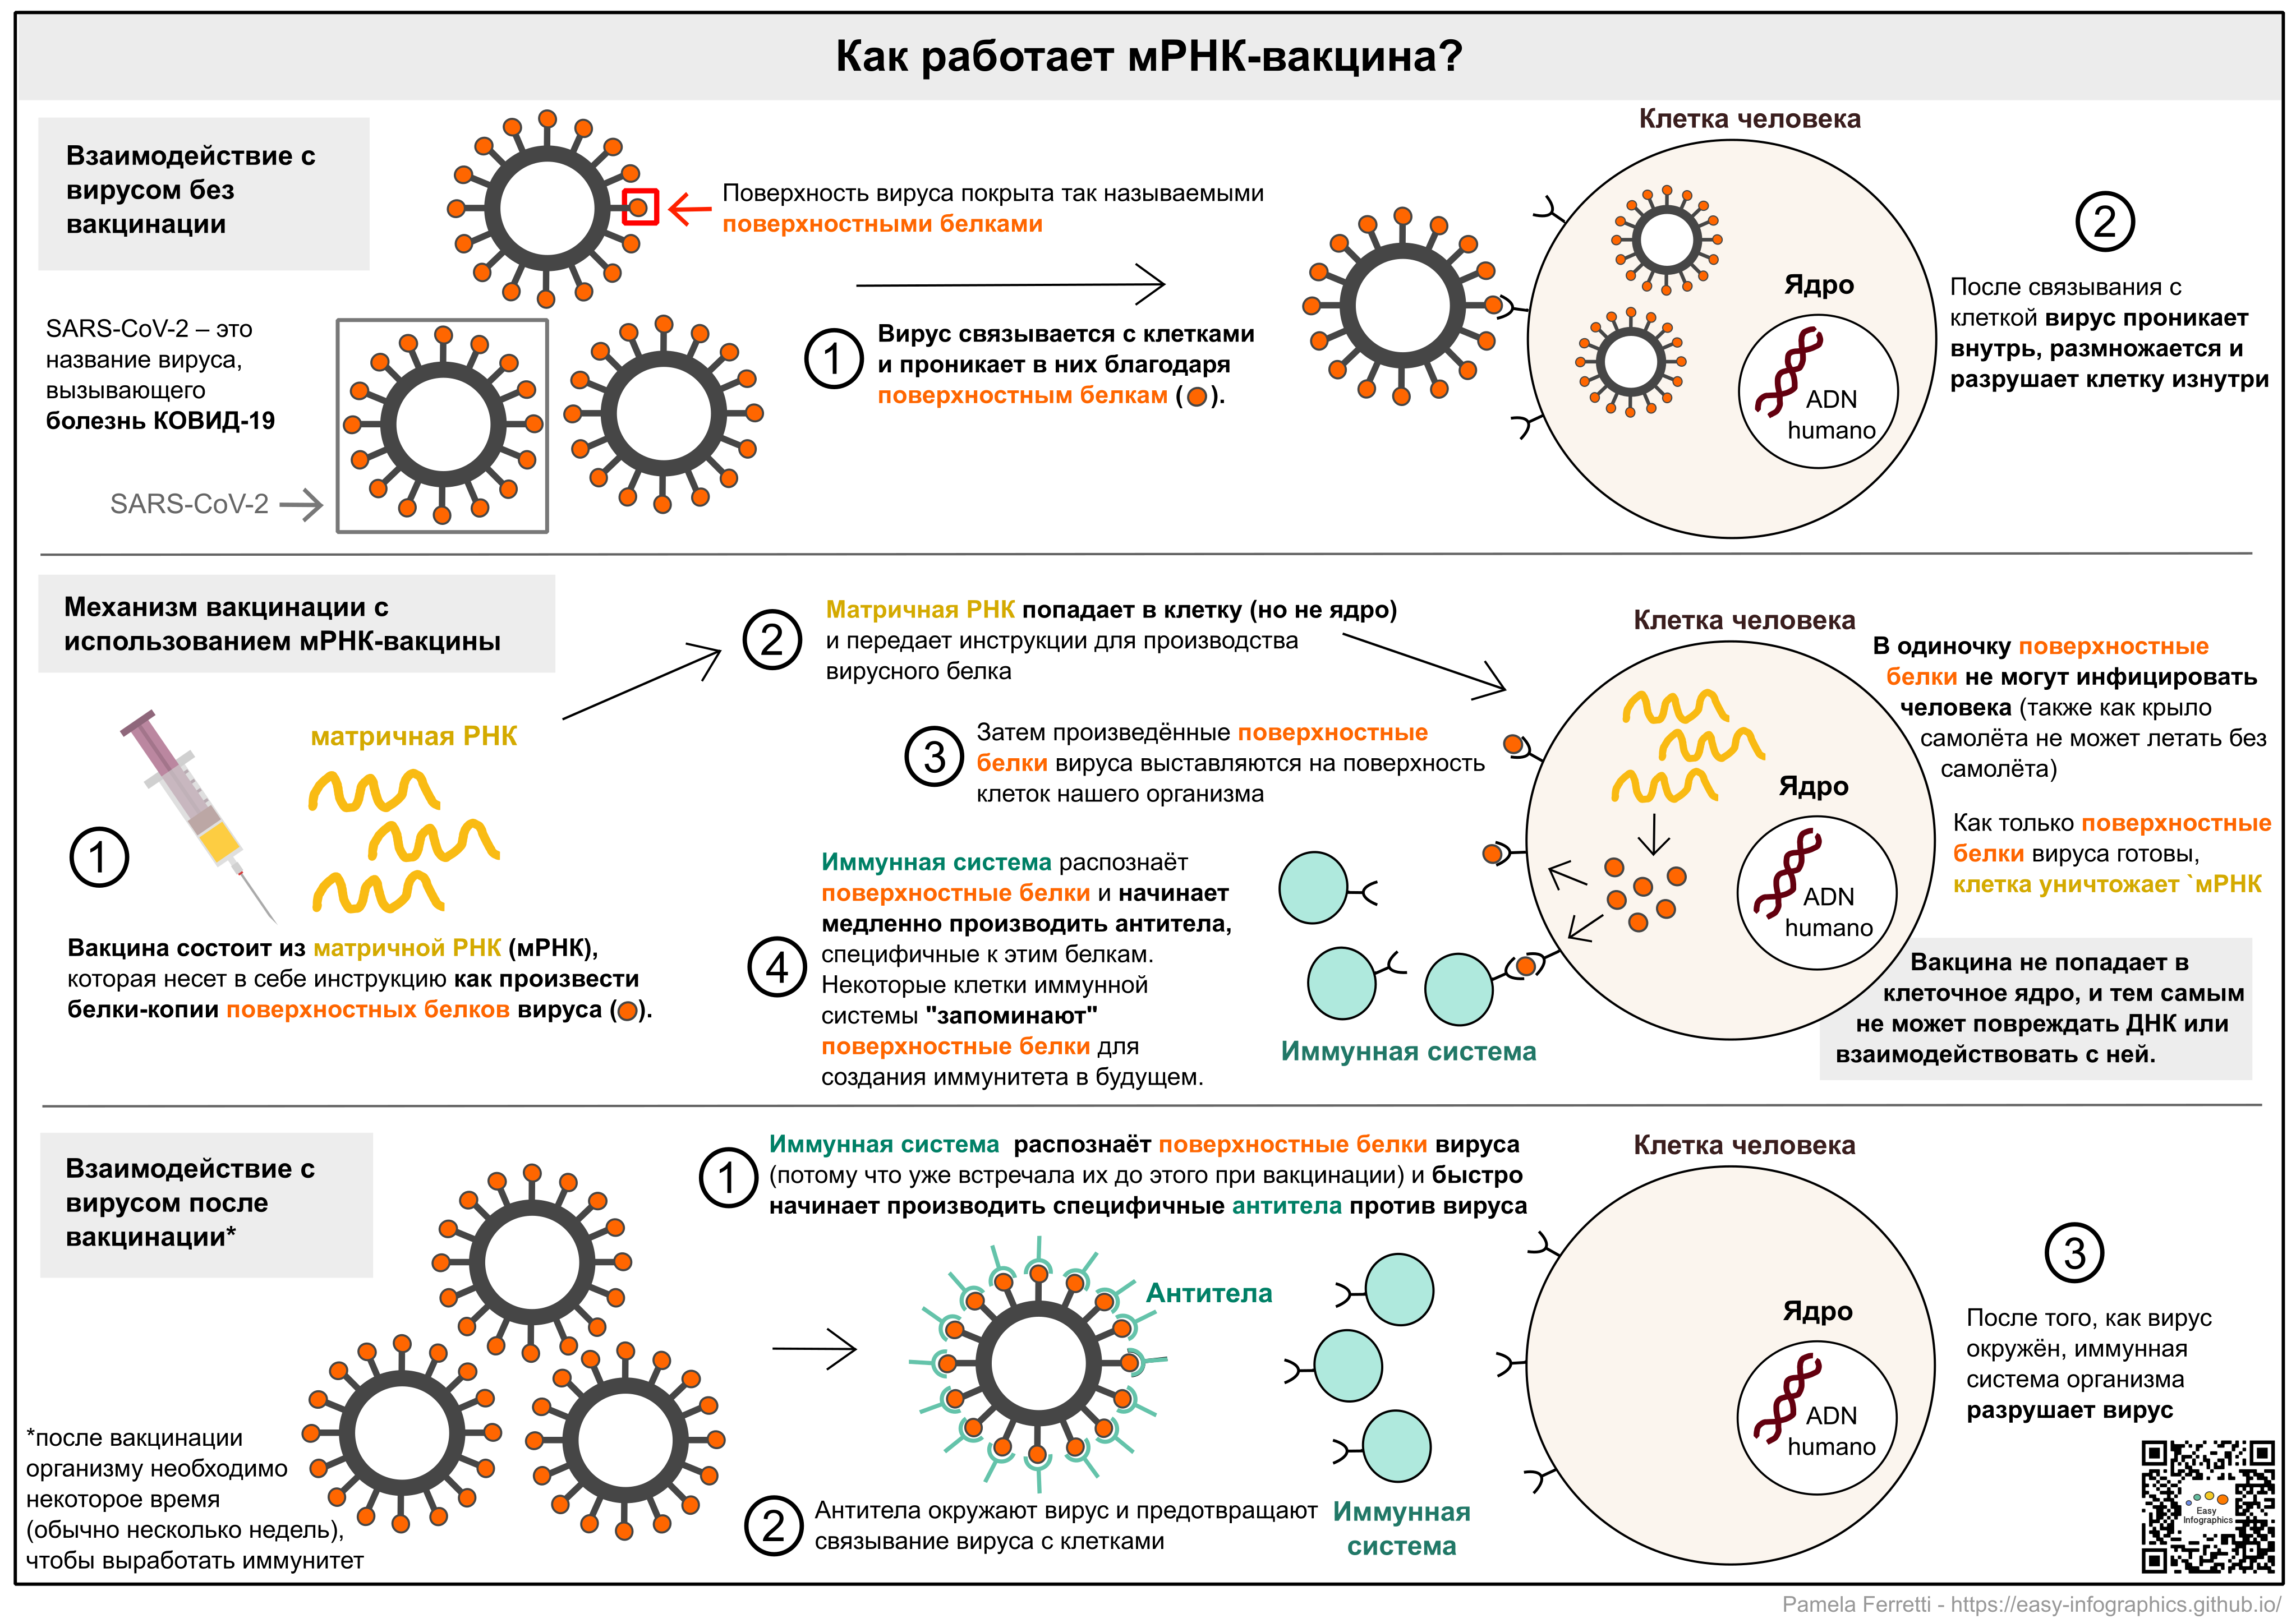 Как работает мРНК-вакцина?
Взаимодействие с
вирусом без
вакцинации
Поверхность вируса покрыта так называемыми
поверхностными белками
SARS-CoV-2 – это
название вируса,
вызывающего
болезнь КОВИД-19
SARS-CoV-2
1
Вирус связывается с клетками
и проникает в них благодаря
поверхностным белкам ( ).
Клетка человека
Ядро
ADN
humano
2
После связывания с
клеткой вирус проникает
внутрь, размножается и
разрушает клетку изнутри
Механизм вакцинации с
использованием мРНК-вакцины
матричная РНК
1
Вакцина состоит из матричной РНК (мРНК),
которая несет в себе инструкцию как произвести
белки-копии поверхностных белков вируса ( ).
2
Матричная РНК попадает в клетку (но не ядро)
и передает инструкции для производства
вирусного белка
3
Затем произведённые поверхностные
белки вируса выставляются на поверхность
клеток нашего организма
4
Иммунная система распознаёт
поверхностные белки и начинает
медленно производить антитела,
специфичные к этим белкам.
Некоторые клетки иммунной
системы "запоминают"
поверхностные белки для
создания иммунитета в будущем.
Иммунная система
Клетка человека
Ядро
ADN
humano
В одиночку поверхностные
белки не могут инфицировать
человека (также как крыло
самолёта не может летать без
самолёта)
Как только поверхностные
белки вируса готовы,
клетка уничтожает `мРНК
Вакцина не попадает в
клеточное ядро, и тем самым
не может повреждать ДНК или
взаимодействовать с ней.
Взаимодействие с
вирусом после
вакцинации*
*после вакцинации
организму необходимо
некоторое время
(обычно несколько недель),
чтобы выработать иммунитет
1
Иммунная система распознаёт поверхностные белки вируса
(потому что уже встречала их до этого при вакцинации) и быстро
начинает производить специфичные антитела против вируса
Антитела
2
Антитела окружают вирус и предотвращают
связывание вируса с клетками
Иммунная
система
Клетка человека
Ядро
ADN
humano
3
После того, как вирус
окружён, иммунная
система организма
разрушает вирус
Easy
Infographics
Pamela Ferretti - https://easy-infographics.github.io/